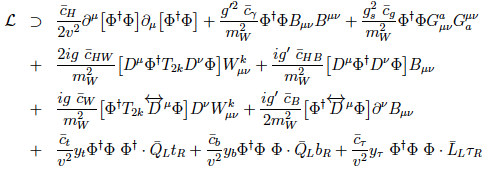 $\mathcal{L} \supset \frac{\bar{c}_H}{2v^2} \partial^\mu [\Phi^\dagger \Phi] \partial_\mu [\Phi^\dagger \Phi] + \frac{g'^2 \bar{c}_\gamma}{m_W^2} \Phi^\dagger \Phi B_{\mu\nu} B^{\mu\nu} + \frac{g_s^2 \bar{c}_g}{m_W^2} \Phi^\dagger \Phi G_{\mu\nu}^a G_a^{\mu\nu}$
$+ \frac{2ig \bar{c}_{HW}}{m_W^2} [D^\mu \Phi^\dagger T_{2k} D^\nu \Phi] W_{\mu\nu}^k + \frac{ig' \bar{c}_{HB}}{m_W^2} [D^\mu \Phi^\dagger D^\nu \Phi] B_{\mu\nu}$
$+ \frac{ig \bar{c}_W}{m_W^2} [\Phi^\dagger T_{2k} \overleftrightarrow{D}^\mu \Phi] D^\nu W_{\mu\nu}^k + \frac{ig' \bar{c}_B}{2m_W^2} [\Phi^\dagger \overleftrightarrow{D}^\mu \Phi] \partial^\nu B_{\mu\nu}$
$+ \frac{\bar{c}_t}{v^2} y_t \Phi^\dagger \Phi \ \Phi^\dagger \cdot \bar{Q}_L t_R + \frac{\bar{c}_b}{v^2} y_b \Phi^\dagger \Phi \ \Phi \cdot \bar{Q}_L b_R + \frac{\bar{c}_\tau}{v^2} y_\tau \ \Phi^\dagger \Phi \ \Phi \cdot \bar{L}_L \tau_R$